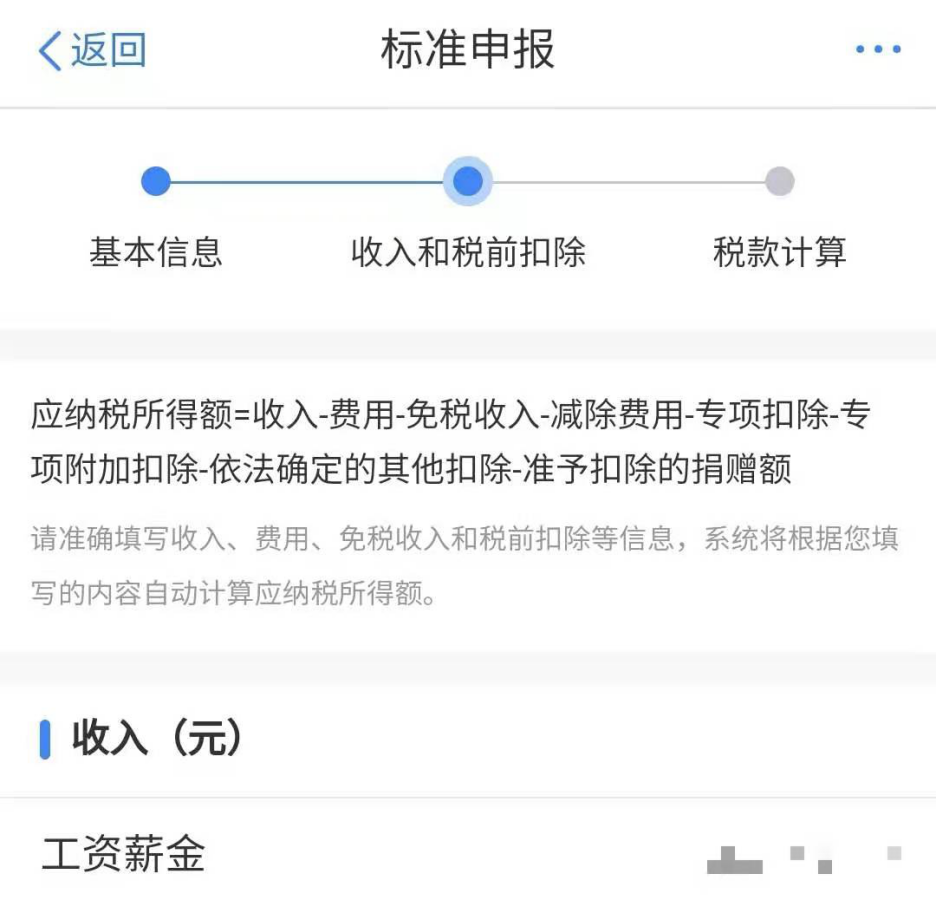 返回
标准申报
基本信息
收入和税前扣除
税款计算
应纳税所得额=收入-费用-免税收入-减除费用-专项扣除-专
项附加扣除-依法确定的其他扣除-准予扣除的捐赠额
请准确填写收入、费用、免税收入和税前扣除等信息，系统将根据您填
写的内容自动计算应纳税所得额。
收入（元）
工资薪金